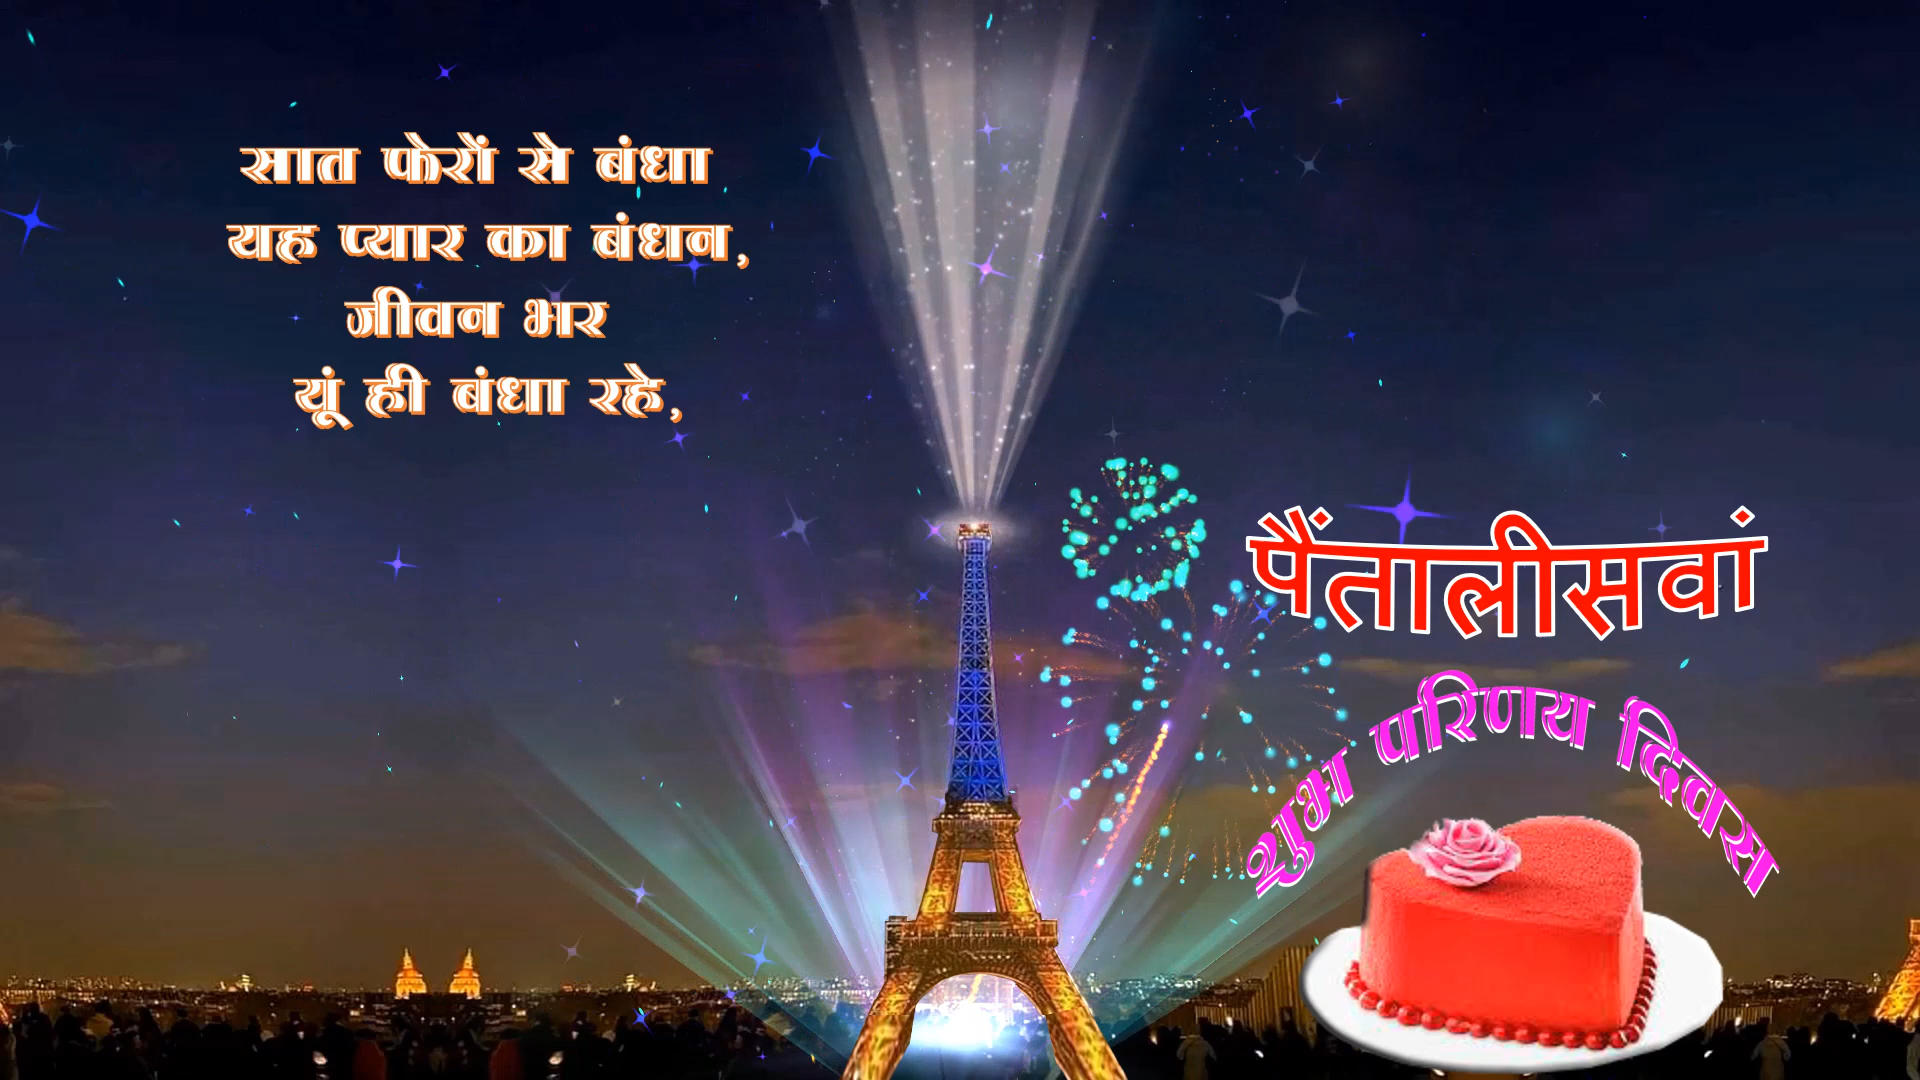 सात फेरों से बंधा
यह प्यार का बंधन,
जीवन भर
यूं ही बंधा रहे,
पैंतालीसवां
शुभ परिणय दिवस